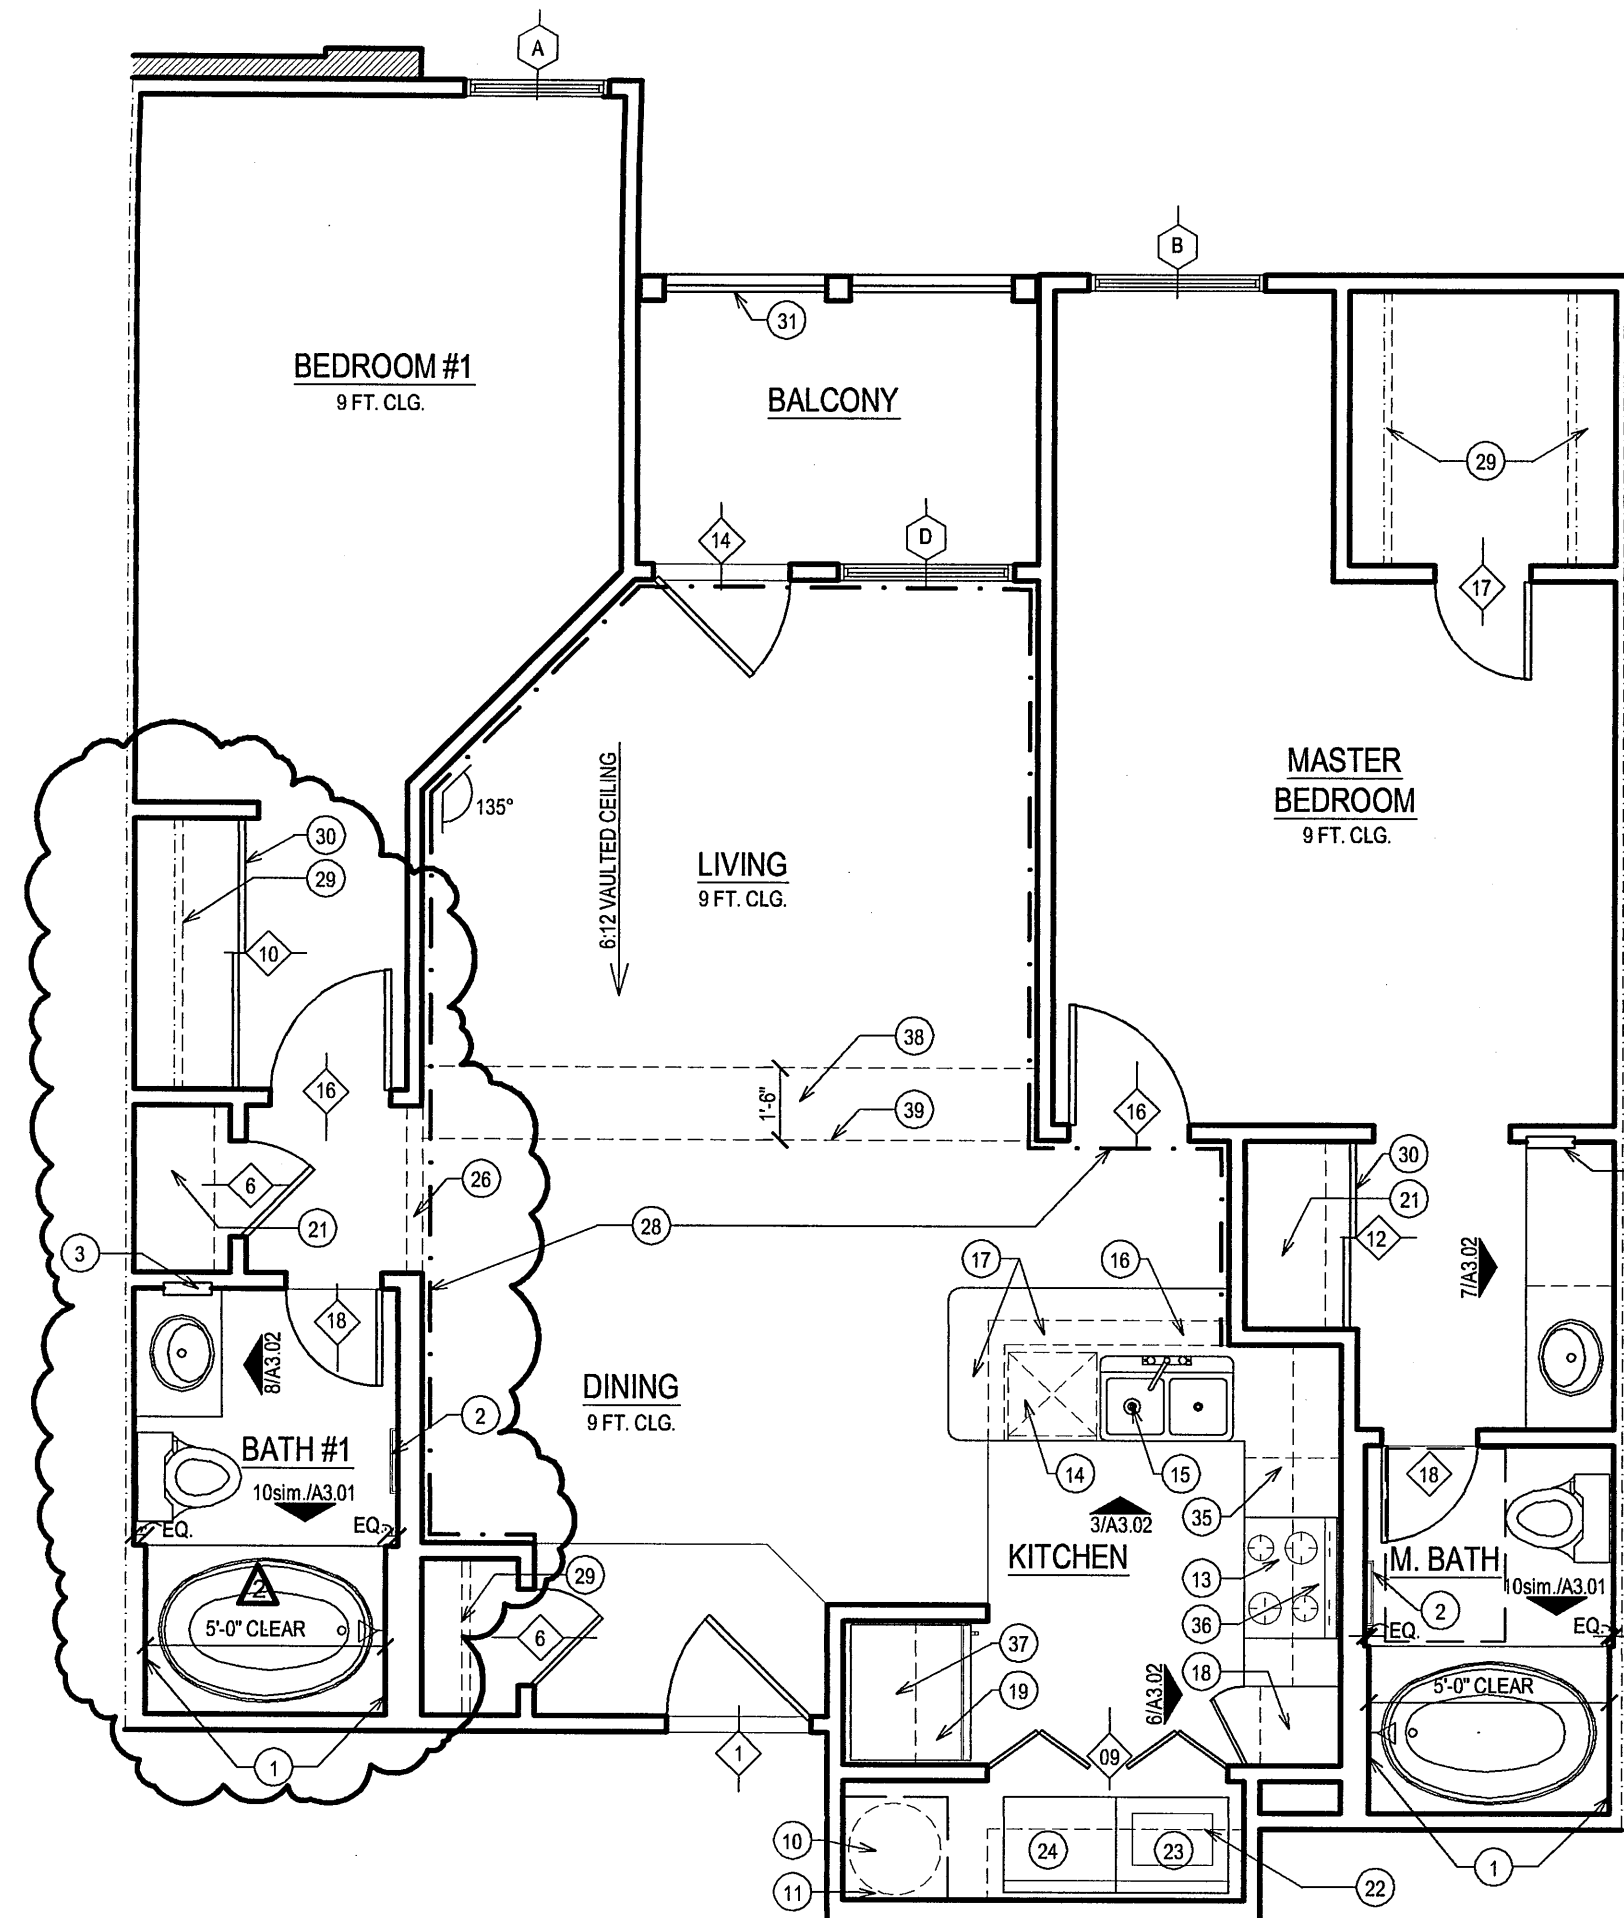 A
B
31
BEDROOM #1
9 FT. CLG.
BALCONY
29
14
D
17
MASTER
BEDROOM
9 FT. CLG.
135°
6:12 VAULTED CEILING
30
29
LIVING
9 FT. CLG.
10
38
1'-6"
39
16
16
30
6
26
21
21
28
12
3
17
16
7/A3.02
18
8/A3.02
DINING
9 FT. CLG.
2
BATH #1
10sim./A3.01
14
15
18
35
EQ.
EQ.
3/A3.02
KITCHEN
M. BATH
10sim./A3.01
13
36
2
29
2
5'-0" CLEAR
EQ.
EQ.
6
37
19
6/A3.02
18
5'-0" CLEAR
1
1
09
10
24
23
1
11
22